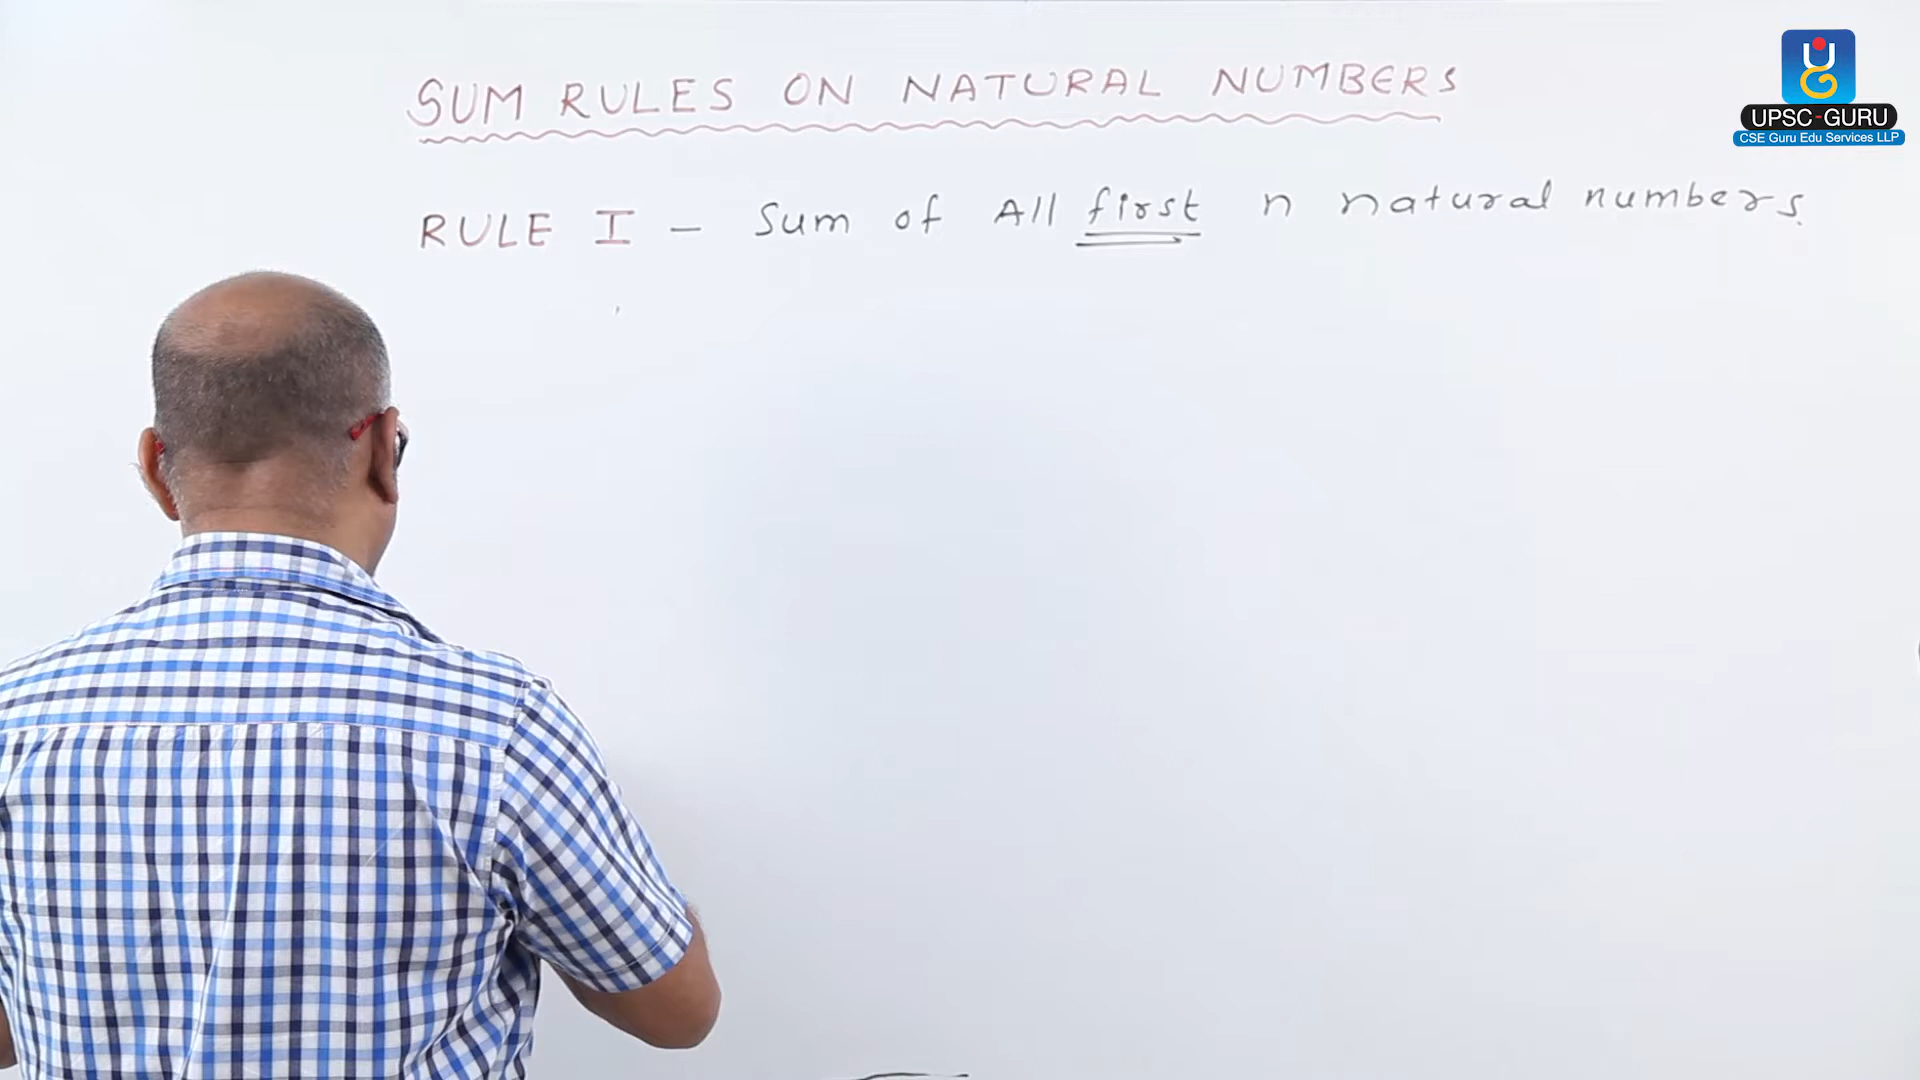 SUM RULES ON NATURAL NUMBERS
UPSC-GURU
CSE Guru Edu Services LLP
RULE I - Sum of All first n natural numbers.